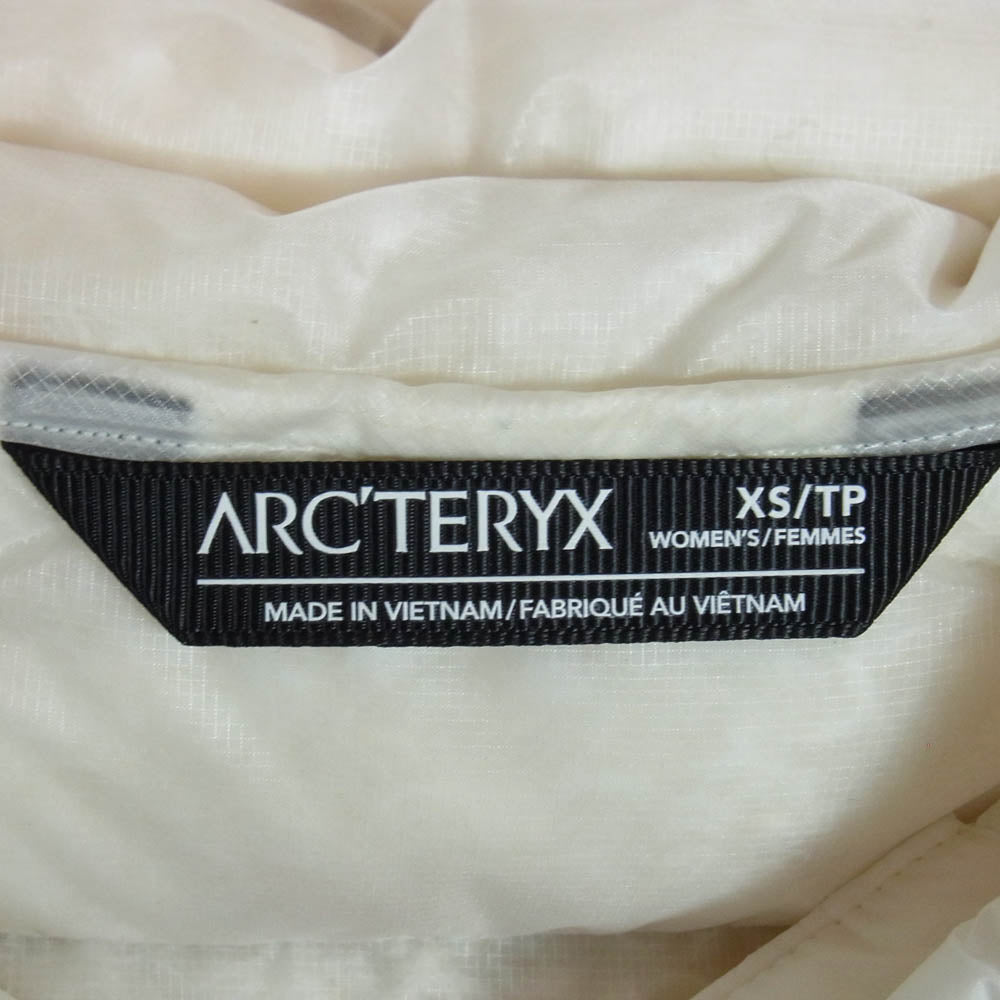 ARC'TERYX XS/TP
WOMEN'S/FEMMES
MADE IN VIETNAM/FABRIQUÉ AU VIÊTNAM